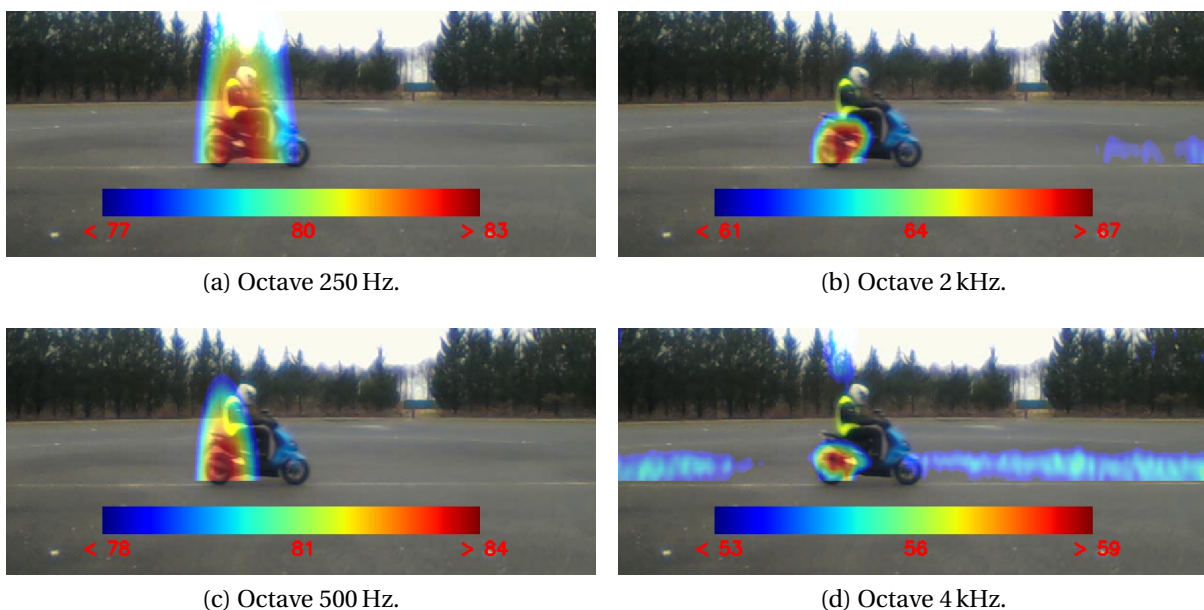 < 77 80 > 83
< 61 64 > 67
(a) Octave 250 Hz.
(b) Octave 2 kHz.
< 78 81 > 84
< 53 56 > 59
(c) Octave 500 Hz.
(d) Octave 4 kHz.